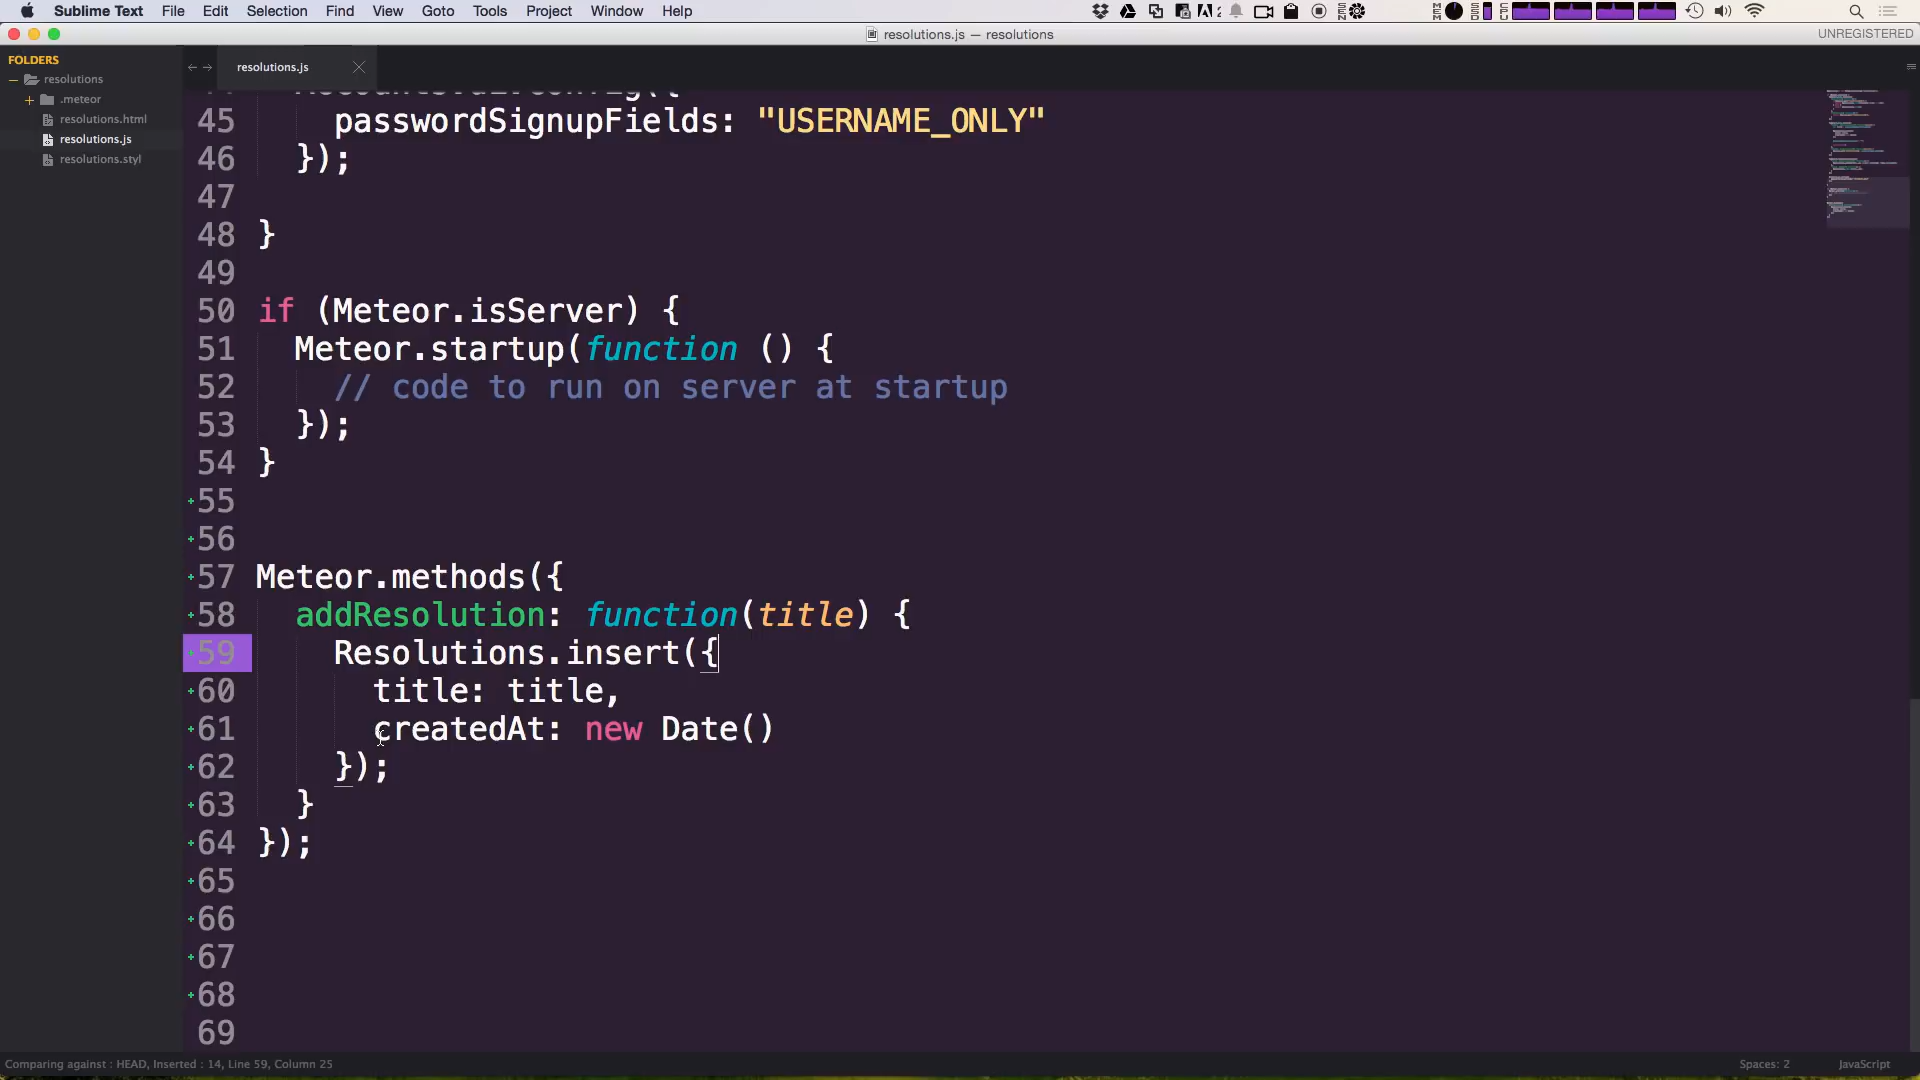 Sublime Text File Edit Selection Find View Goto Tools Project Window Help
resolutions.js — resolutions
UNREGISTERED
FOLDERS
resolutions
.meteor
resolutions.html
resolutions.js
resolutions.styl
resolutions.js
45 passwordSignupFields: "USERNAME_ONLY"
46 });
47
48 }
49
50 if (Meteor.isServer) {
51 Meteor.startup(function () {
52 // code to run on server at startup
53 });
54 }
55
56
57 Meteor.methods({
58 addResolution: function(title) {
59 Resolutions.insert({
60 title: title,
61 createdAt: new Date()
62 });
63 }
64 });
65
66
67
68
69
Comparing against : HEAD, Inserted : 14, Line 59, Column 25
Spaces: 2
JavaScript